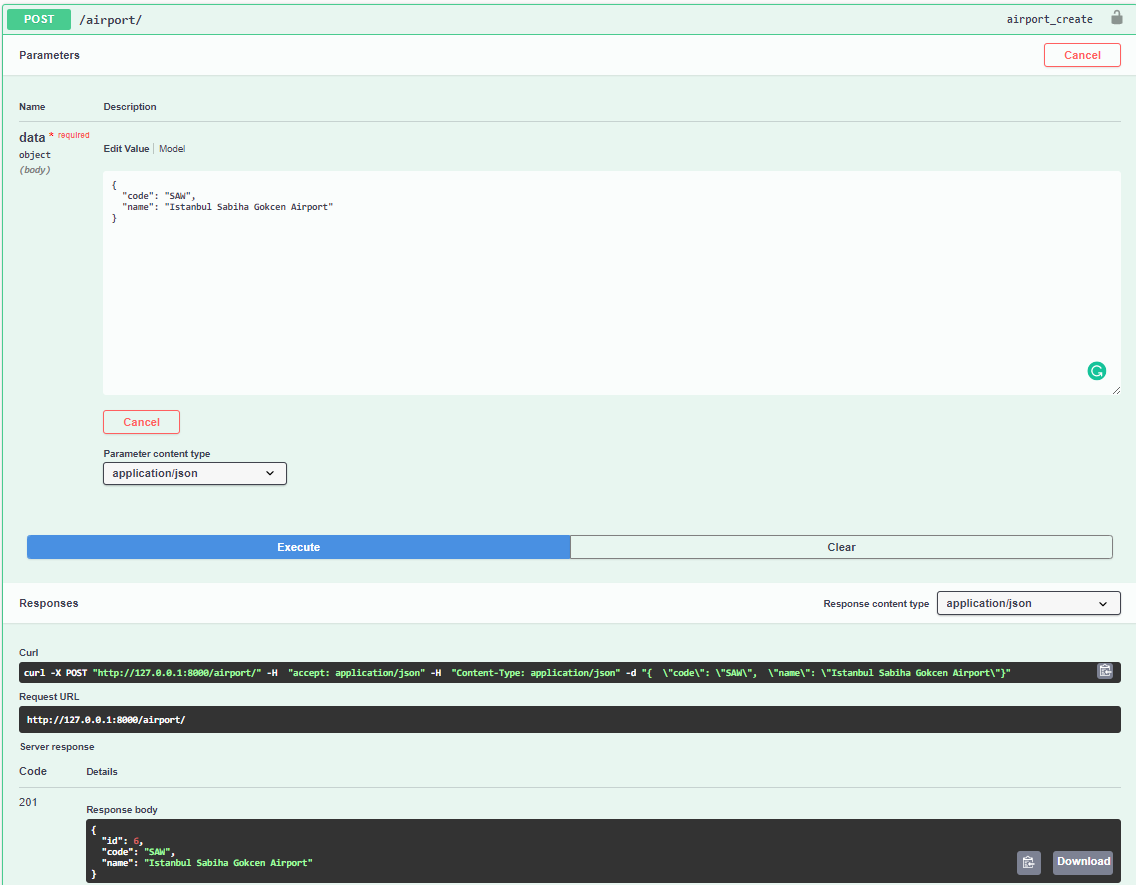 POST /airport/ airport_create
Parameters Cancel
Name Description
data * required
object
(body)
Edit Value Model
{
  "code": "SAW",
  "name": "Istanbul Sabiha Gokcen Airport"
}
Cancel
Parameter content type
application/json
Execute Clear
Responses Response content type application/json
Curl
curl -X POST "http://127.0.0.1:8000/airport/" -H  "accept: application/json" -H  "Content-Type: application/json" -d "{  \"code\": \"SAW\",  \"name\": \"Istanbul Sabiha Gokcen Airport\"}"
Request URL
http://127.0.0.1:8000/airport/
Server response
Code Details
201
Response body
{
  "id": 6,
  "code": "SAW",
  "name": "Istanbul Sabiha Gokcen Airport"
}
Download